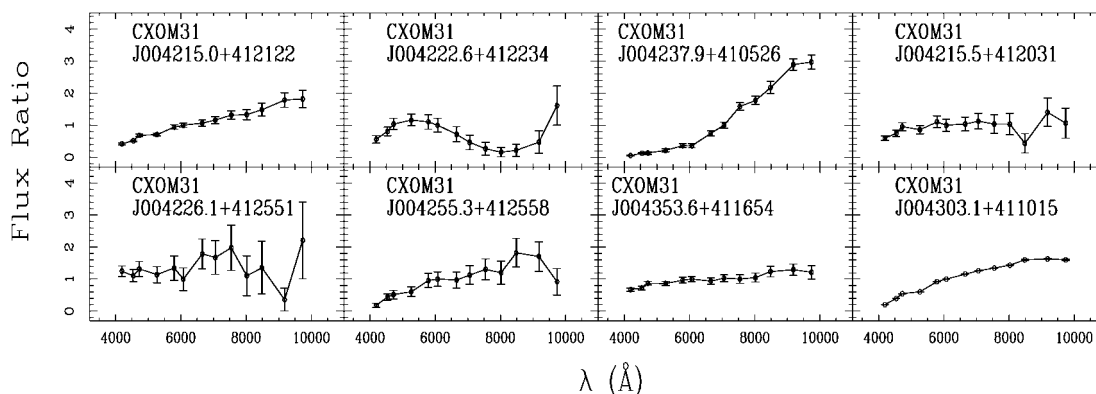 CXOM31
J004215.0+412122
CXOM31
J004222.6+412234
CXOM31
J004237.9+410526
CXOM31
J004215.5+412031
CXOM31
J004226.1+412551
CXOM31
J004255.3+412558
CXOM31
J004353.6+411654
CXOM31
J004303.1+411015
Flux Ratio
4
3
2
1
0
4
3
2
1
0
4000 6000 8000 10000
4000 6000 8000 10000
4000 6000 8000 10000
4000 6000 8000 10000
λ (Å)